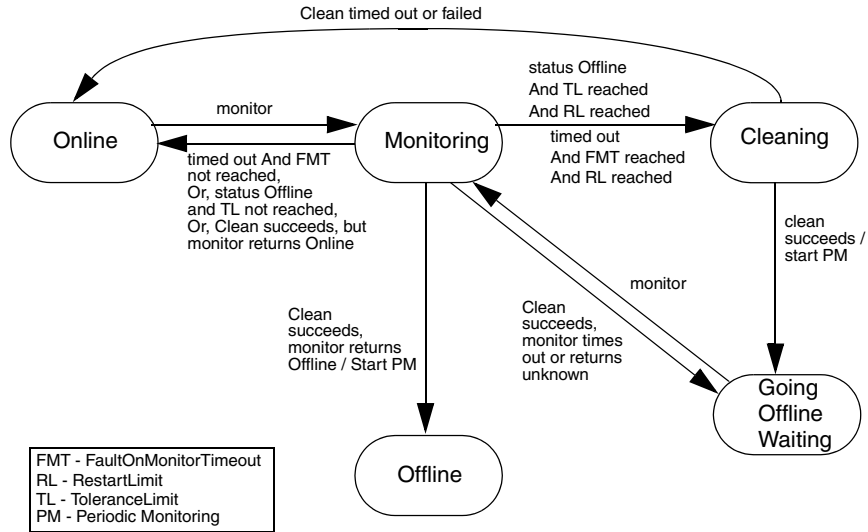 Clean timed out or failed
status Offline
And TL reached
And RL reached
monitor
Online
Monitoring
Cleaning
timed out And FMT
not reached,
Or, status Offline
and TL not reached,
Or, Clean succeeds, but
monitor returns Online
timed out
And FMT reached
And RL reached
clean
succeeds /
start PM
monitor
Clean
succeeds,
monitor returns
Offline / Start PM
Clean
succeeds,
monitor times
out or returns
unknown
Going
Offline
Waiting
Offline
FMT - FaultOnMonitorTimeout
RL - RestartLimit
TL - ToleranceLimit
PM - Periodic Monitoring